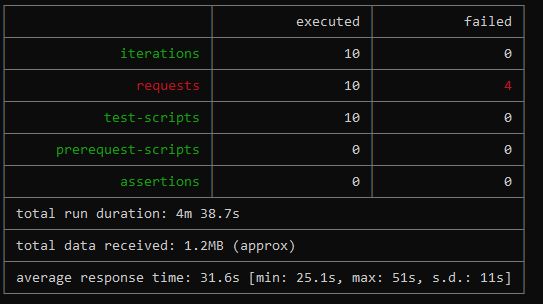 executed failed
iterations 10 0
requests 10 4
test-scripts 10 0
prerequest-scripts 0 0
assertions 0 0
total run duration: 4m 38.7s
total data received: 1.2MB (approx)
average response time: 31.6s [min: 25.1s, max: 51s, s.d.: 11s]